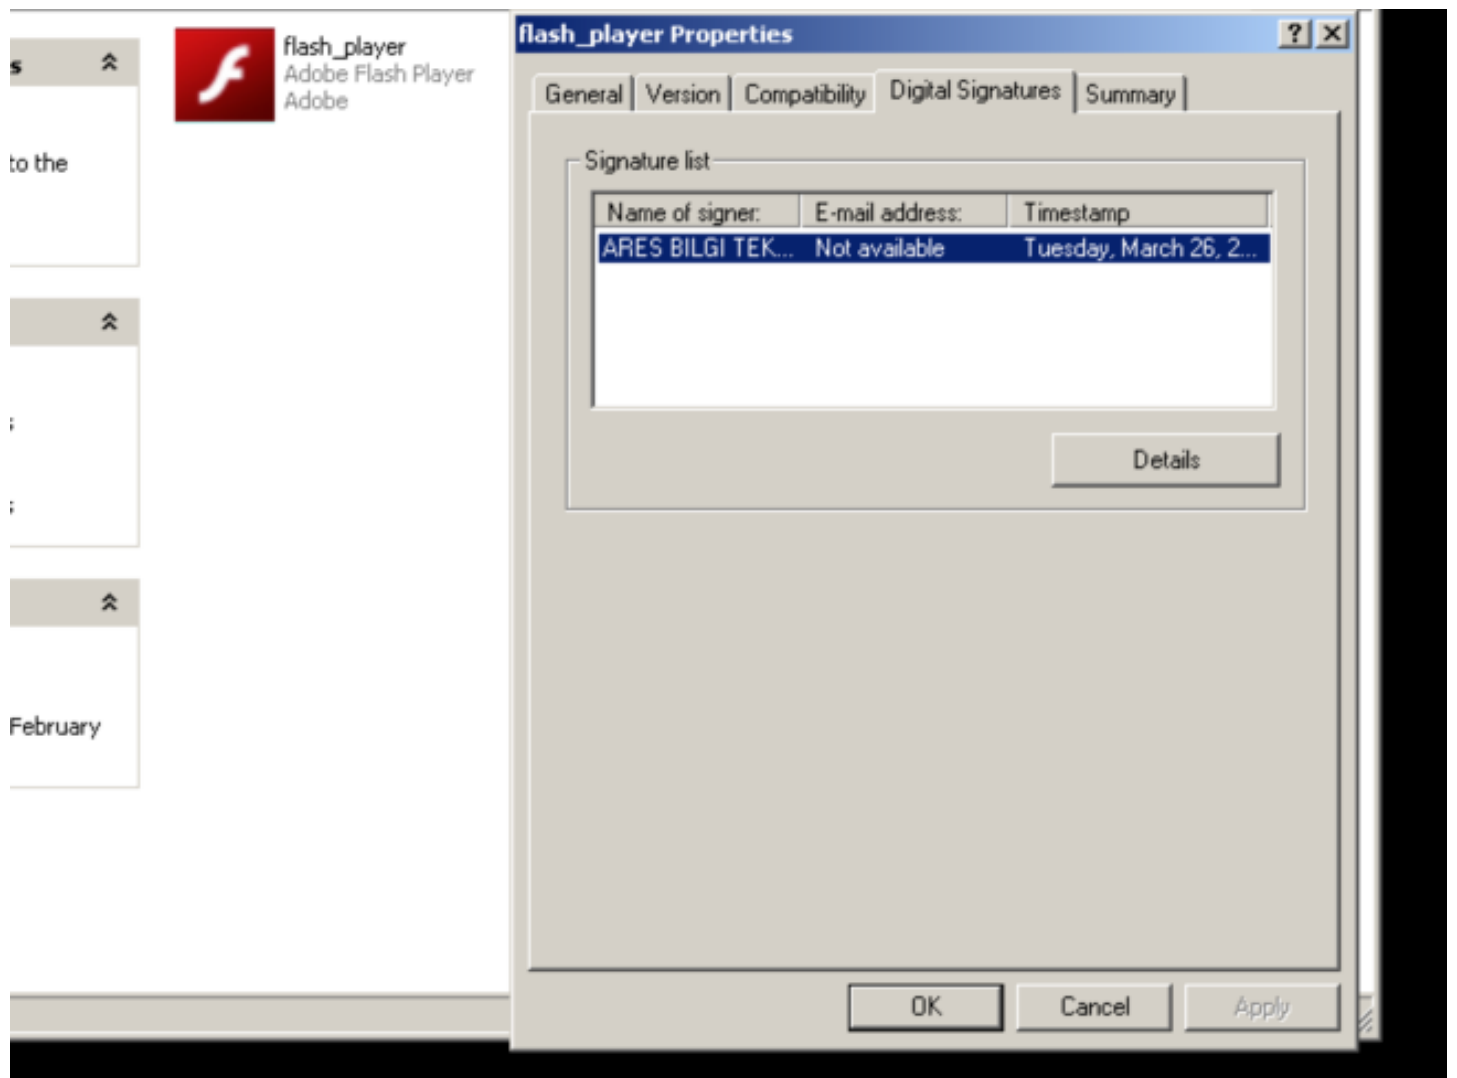 s
to the
s
s
February
flash_player
Adobe Flash Player
Adobe
flash_player Properties
General Version Compatibility Digital Signatures Summary
Signature list
Name of signer: E-mail address: Timestamp
ARES BILGI TEK... Not available Tuesday, March 26, 2...
Details
OK Cancel Apply